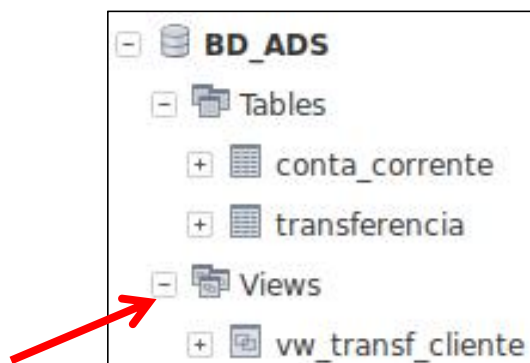 BD_ADS
Tables
conta_corrente
transferencia
Views
vw_transf_cliente